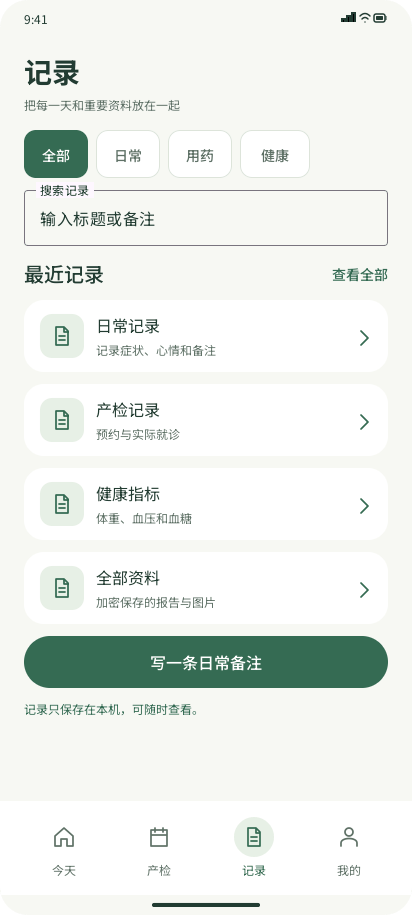 9:41
记录
把每一天和重要资料放在一起
全部
日常
用药
健康
搜索记录
输入标题或备注
最近记录
查看全部
日常记录
记录症状、心情和备注
产检记录
预约与实际就诊
健康指标
体重、血压和血糖
全部资料
加密保存的报告与图片
写一条日常备注
记录只保存在本机，可随时查看。
今天
产检
记录
我的